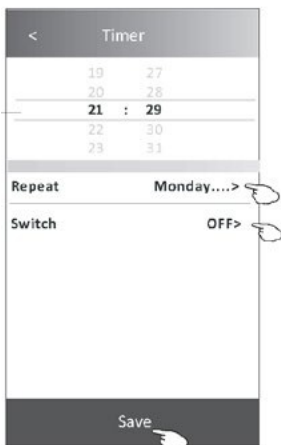 < Timer
19 27
20 28
21 : 29
22 30
23 31
Repeat Monday....>
Switch OFF>
Save